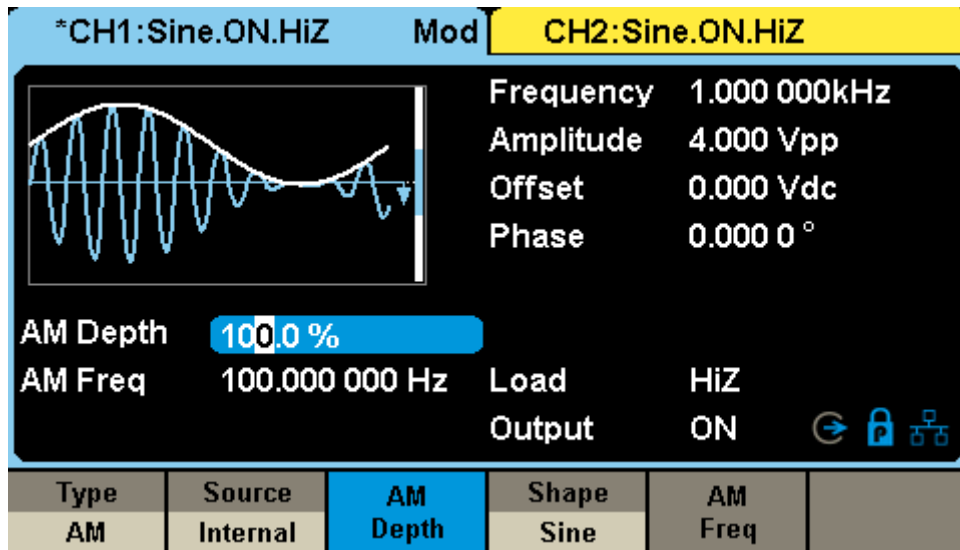 *CH1:Sine.ON.HiZ Mod CH2:Sine.ON.HiZ
Frequency 1.000 000kHz
Amplitude 4.000 Vpp
Offset 0.000 Vdc
Phase 0.000 0 °
AM Depth 100.0 %
AM Freq 100.000 000 Hz Load HiZ
Output ON
P
Type Source AM Depth Shape AM Freq
AM Internal Sine